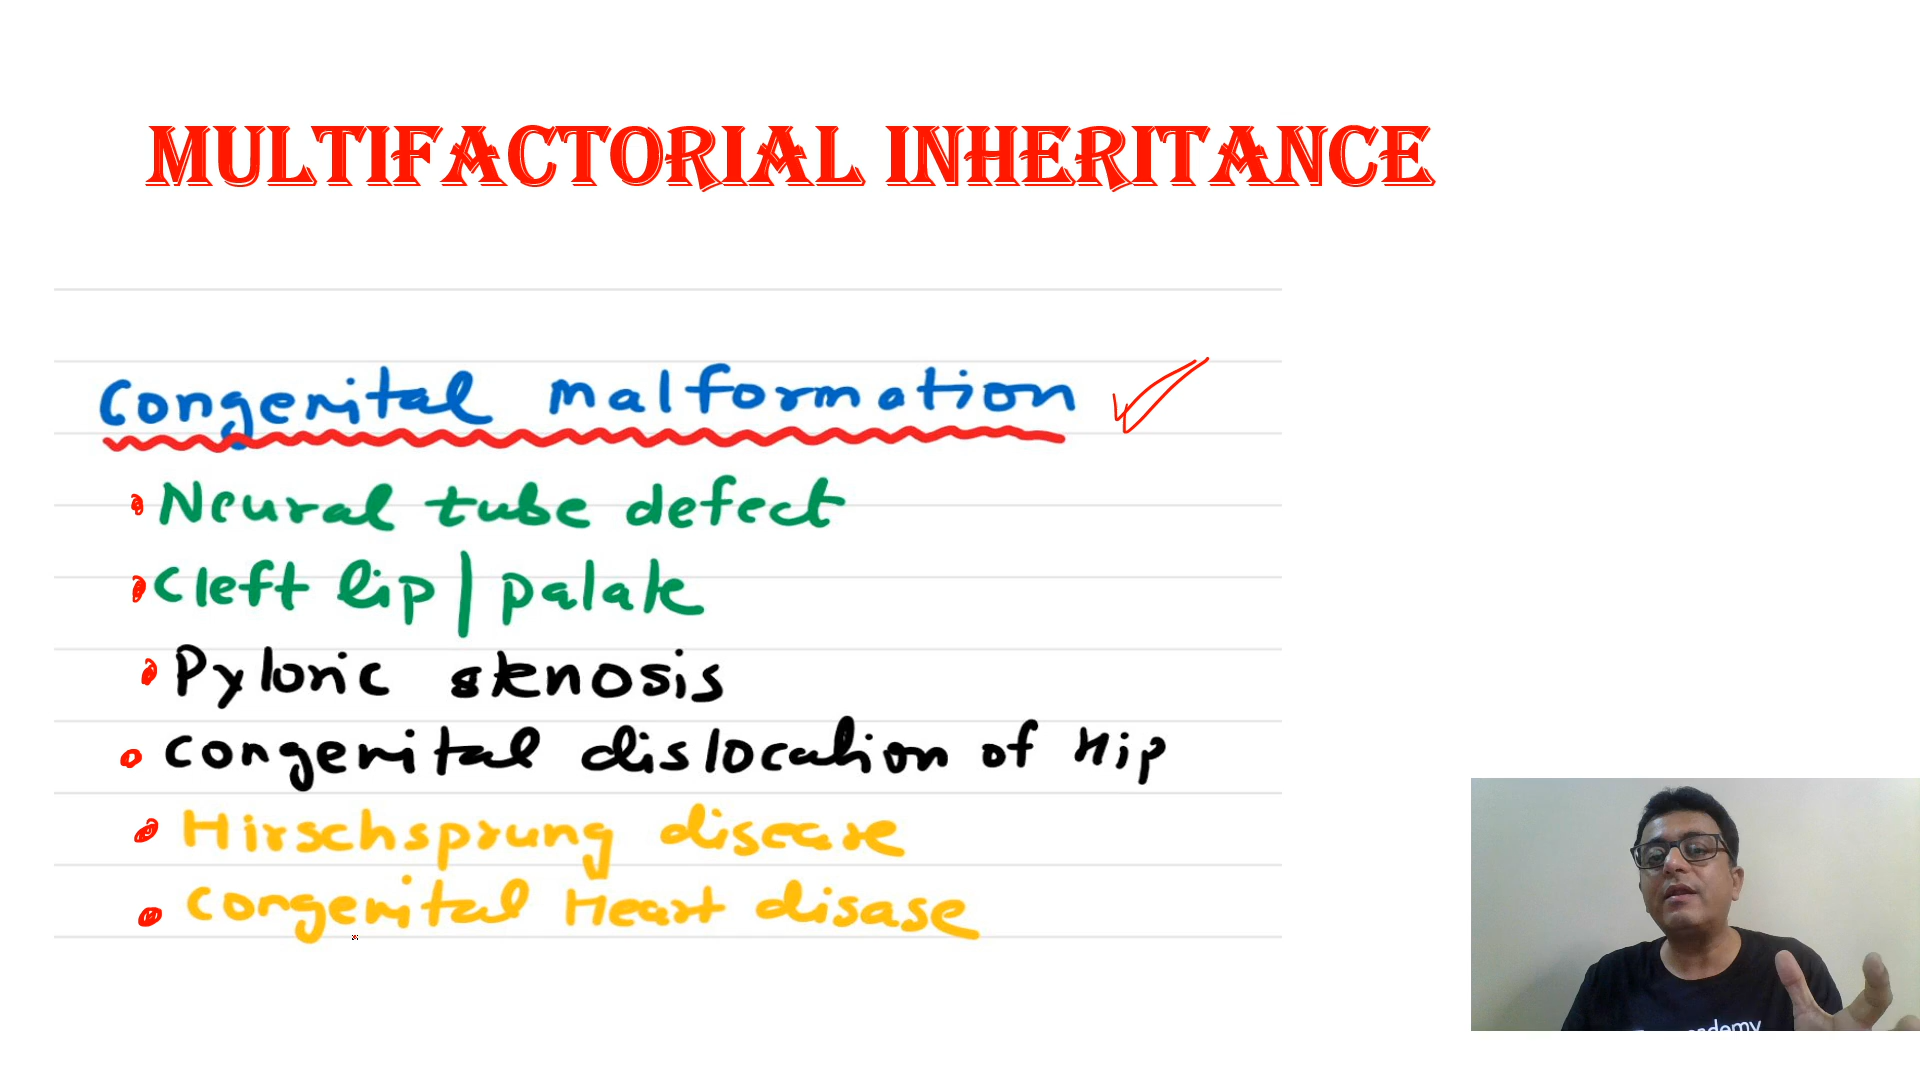 MULTIFACTORIAL INHERITANCE
Congenital malformation
Neural tube defect
Cleft lip | palate
Pyloric stenosis
Congenital dislocation of Hip
Hirschsprung disease
Congenital Heart disase